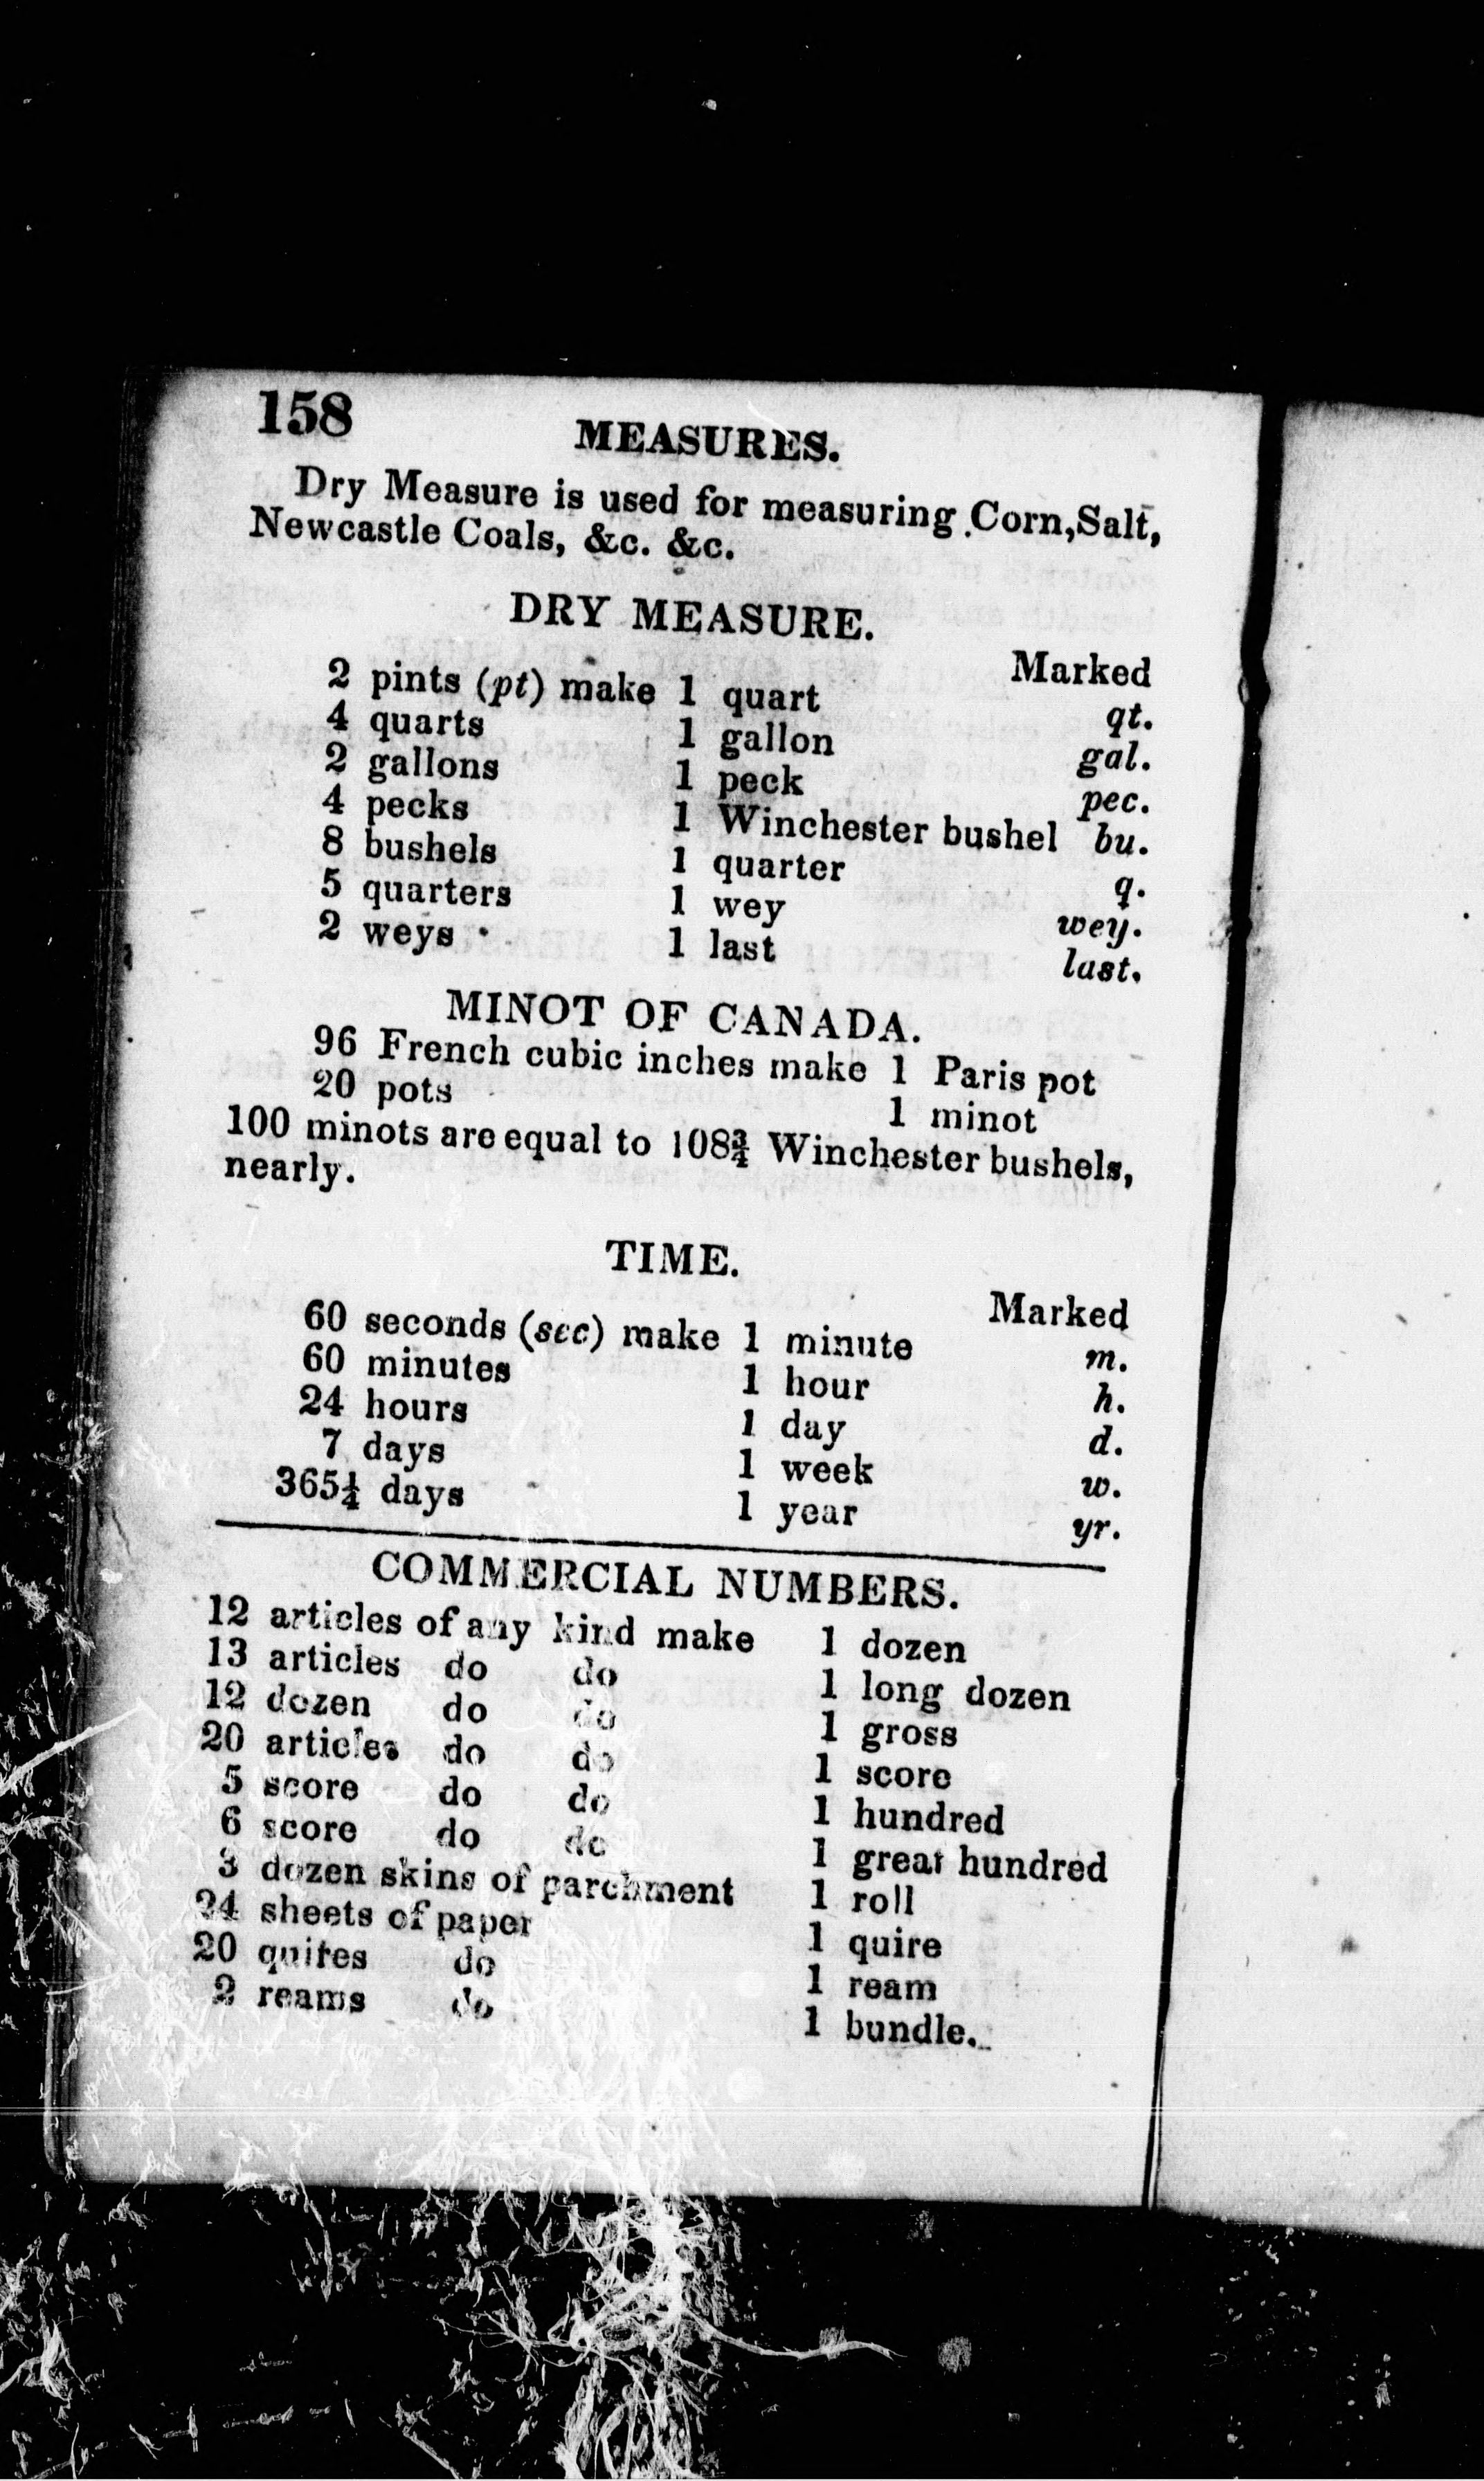 158
MEASURES.
Dry Measure is used for measuring Corn, Salt,
Newcastle Coals, &c. &c.
DRY MEASURE.
Marked
2 pints (pt) make 1 quart qt.
4 quarts 1 gallon gal.
2 gallons 1 peck pec.
4 pecks 1 Winchester bushel bu.
8 bushels 1 quarter q.
5 quarters 1 wey wey.
2 weys 1 last last.
MINOT OF CANADA.
96 French cubic inches make 1 Paris pot
20 pots 1 minot
100 minots are equal to 108¾ Winchester bushels,
nearly.
TIME.
Marked
60 seconds (sec) make 1 minute m.
60 minutes 1 hour h.
24 hours 1 day d.
7 days 1 week w.
365¼ days 1 year yr.
COMMERCIAL NUMBERS.
12 articles of any kind make 1 dozen
13 articles do do 1 long dozen
12 dozen do do 1 gross
20 articles do do 1 score
5 score do do 1 hundred
6 score do do 1 great hundred
3 dozen skins of parchment 1 roll
24 sheets of paper 1 quire
20 quires do 1 ream
2 reams do 1 bundle.